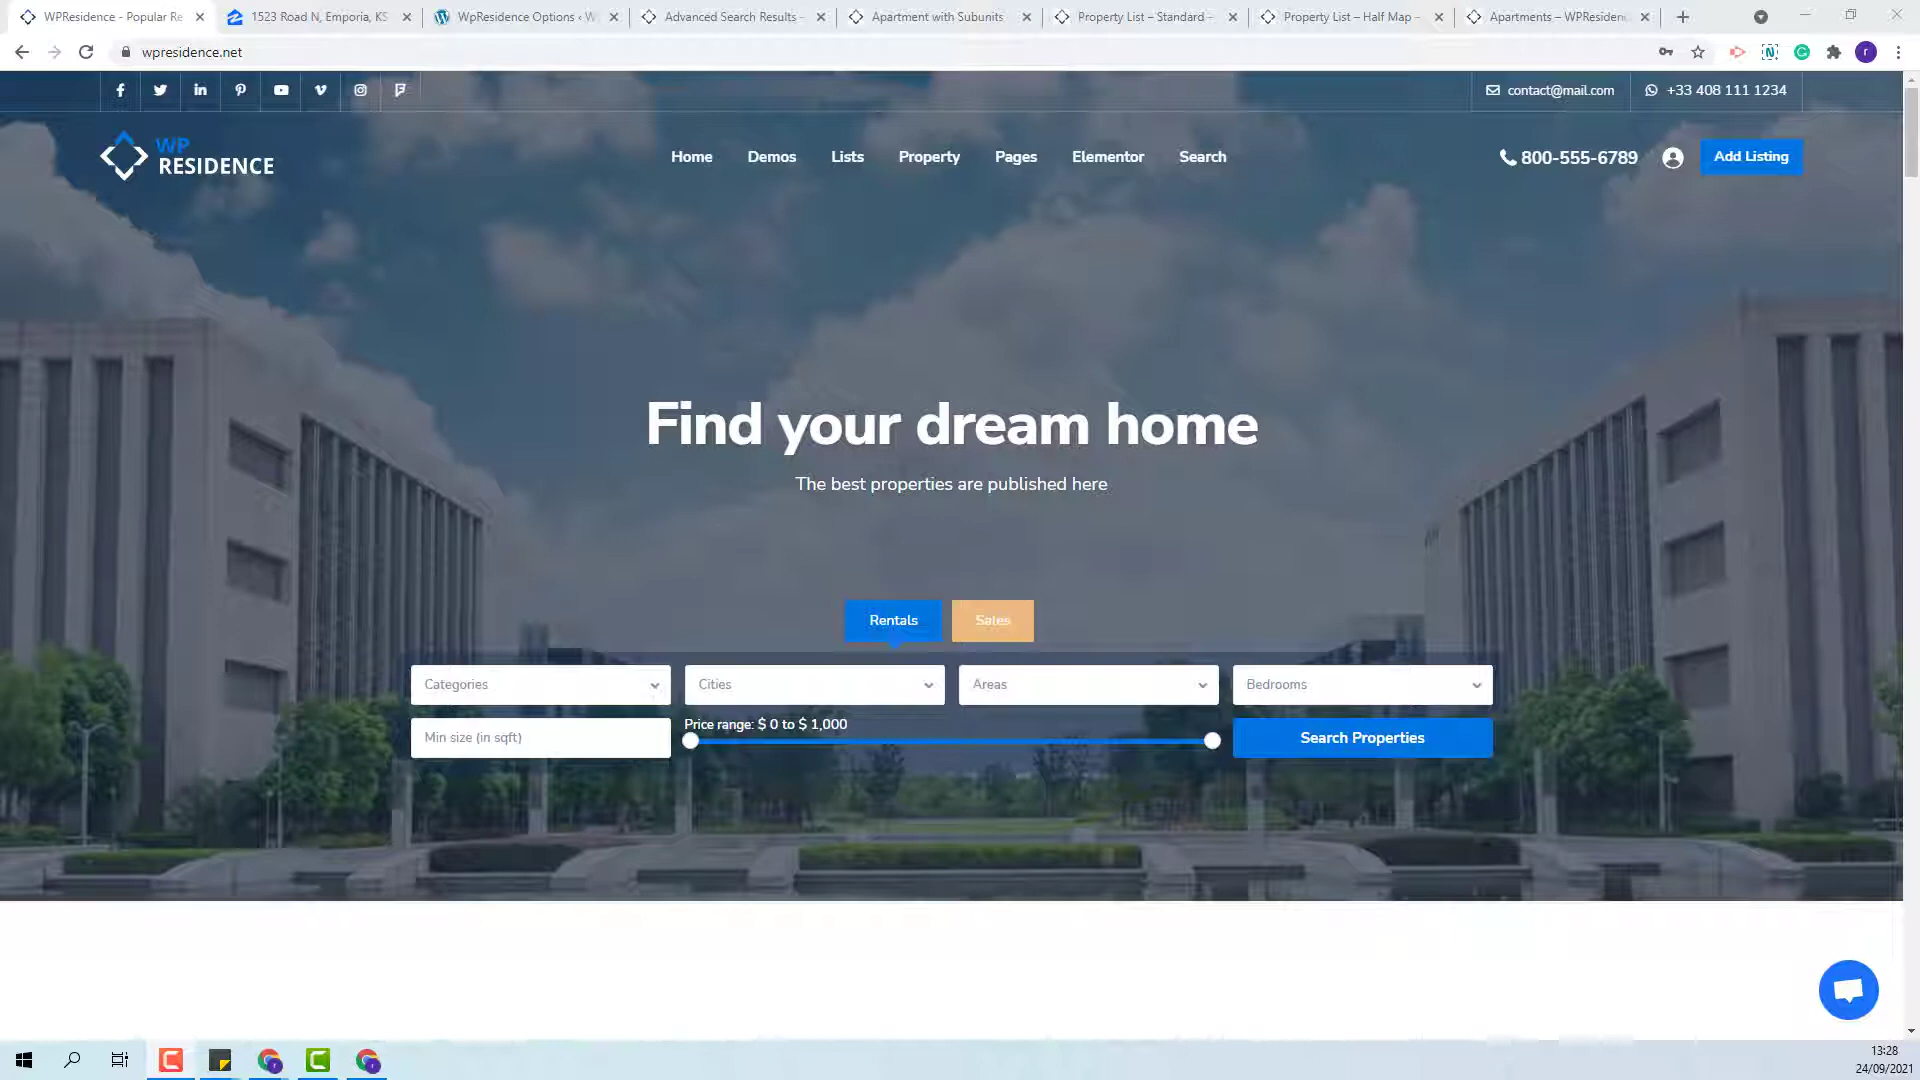 WPResidence - Popular Re
1523 Road N, Emporia, KS
WpResidence Options ‹ W
Advanced Search Results –
Apartment with Subunits
Property List – Standard –
Property List – Half Map –
Apartments – WPResiden
wpresidence.net
r
contact@mail.com
+33 408 111 1234
WP
RESIDENCE
Home
Demos
Lists
Property
Pages
Elementor
Search
800-555-6789
Add Listing
Find your dream home
The best properties are published here
Rentals
Sales
Categories
Cities
Areas
Bedrooms
Min size (in sqft)
Price range: $ 0 to $ 1,000
Search Properties
13:28
24/09/2021